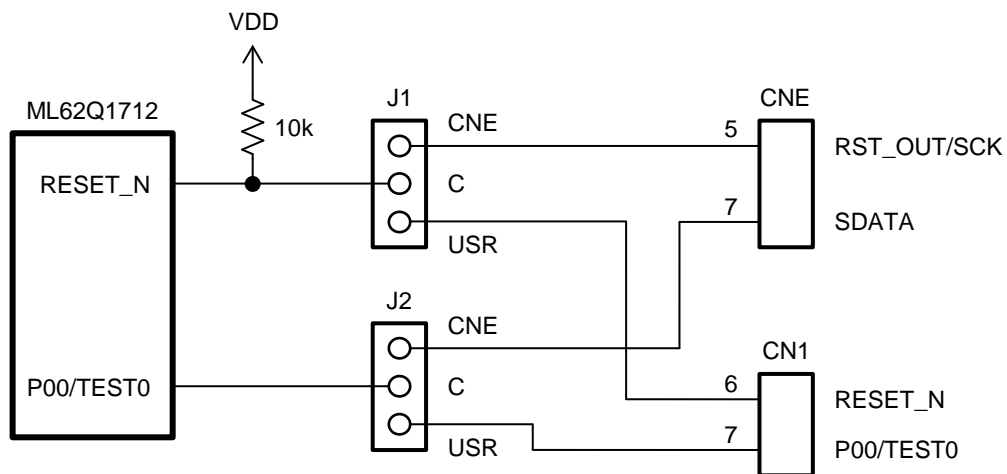 VDD
ML62Q1712
10k
RESET_N
P00/TEST0
J1
CNE
C
USR
J2
CNE
C
USR
CNE
5
RST_OUT/SCK
7
SDATA
CN1
6
RESET_N
7
P00/TEST0